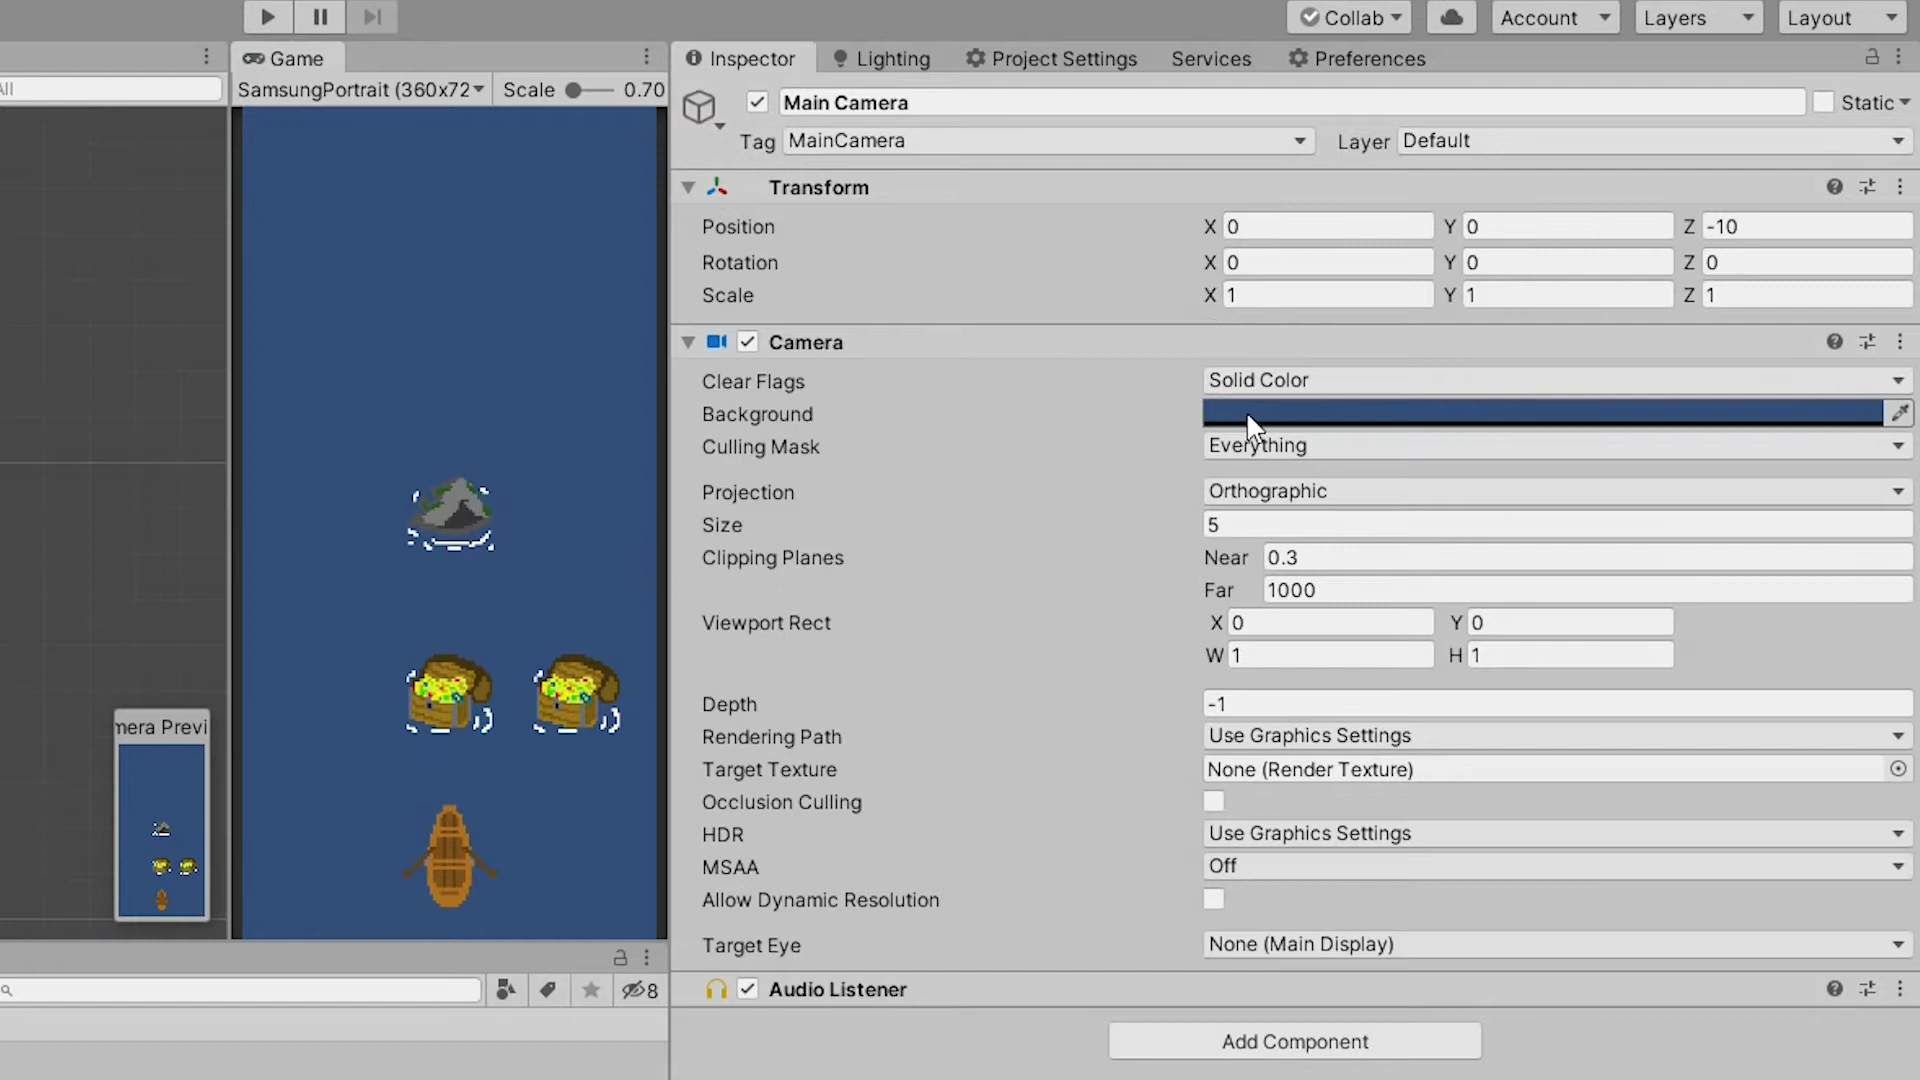 Collab
Account
Layers
Layout
Game
Inspector
Lighting
Project Settings
Services
Preferences
All
SamsungPortrait (360x72
Scale
0.70
Main Camera
Static
Tag
MainCamera
Layer
Default
Transform
Position
X 0
Y 0
Z -10
Rotation
X 0
Y 0
Z 0
Scale
X 1
Y 1
Z 1
Camera
Clear Flags
Solid Color
Background
Culling Mask
Everything
Projection
Orthographic
Size
5
Clipping Planes
Near 0.3
Far 1000
Viewport Rect
X 0
Y 0
W 1
H 1
Depth
-1
Rendering Path
Use Graphics Settings
Target Texture
None (Render Texture)
Occlusion Culling
HDR
Use Graphics Settings
MSAA
Off
Allow Dynamic Resolution
Target Eye
None (Main Display)
mera Previ
8
Audio Listener
Add Component